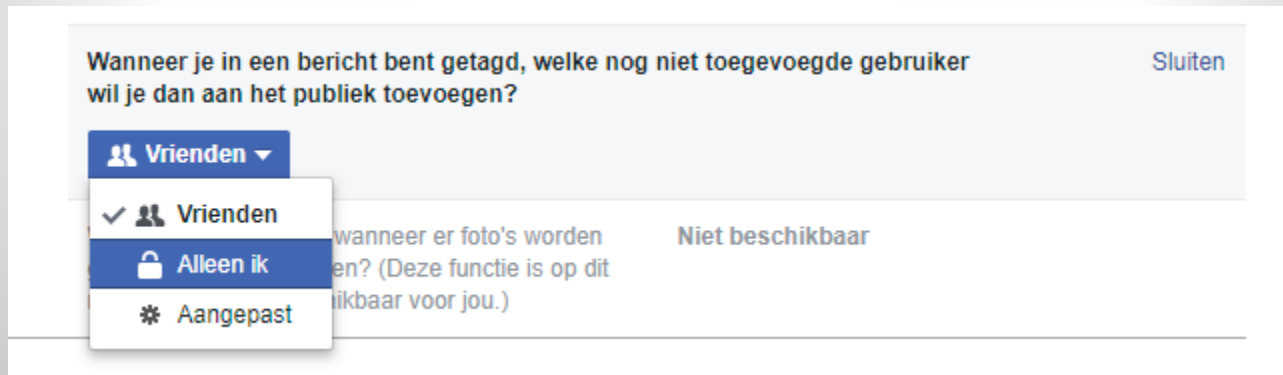 Wanneer je in een bericht bent getagd, welke nog niet toegevoegde gebruiker
Sluiten
wil je dan aan het publiek toevoegen?
Vrienden
Vrienden
wanneer er foto's worden
Niet beschikbaar
Alleen ik
en? (Deze functie is op dit
Aangepast
ikbaar voor jou.)